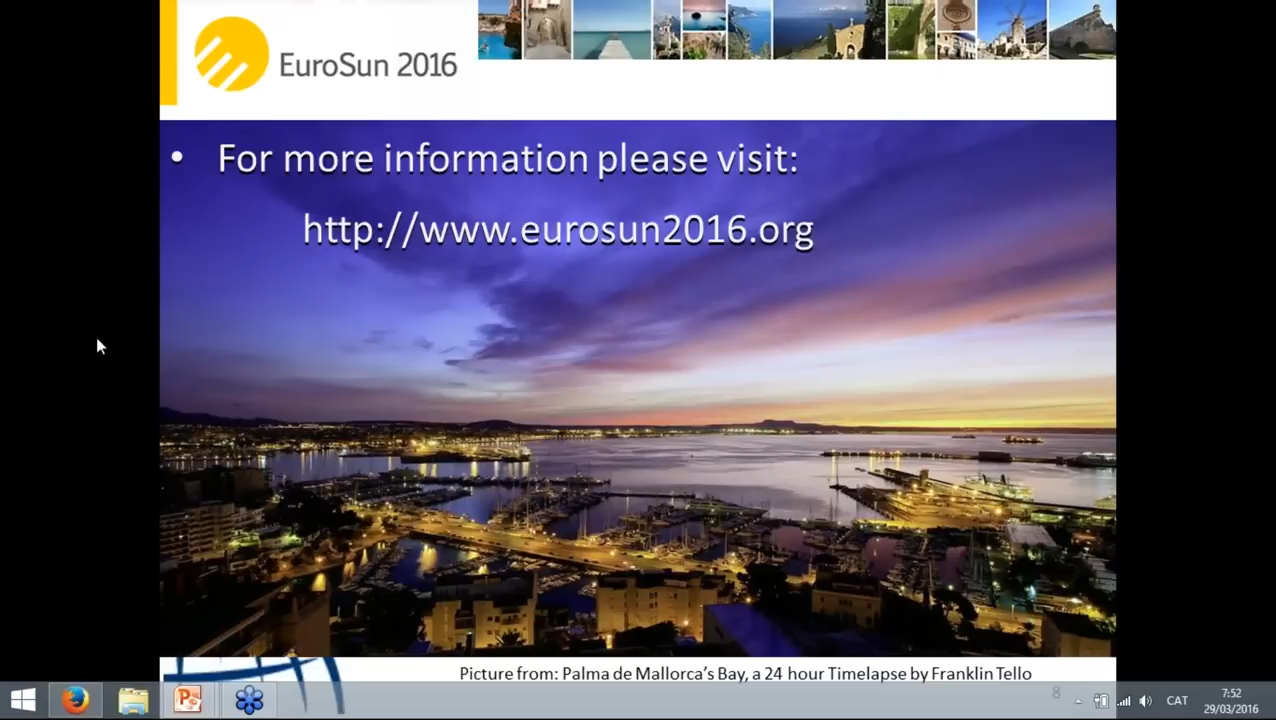 EuroSun 2016
• For more information please visit:
http://www.eurosun2016.org
Picture from: Palma de Mallorca's Bay, a 24 hour Timelapse by Franklin Tello
8
CAT
7:52
29/03/2016